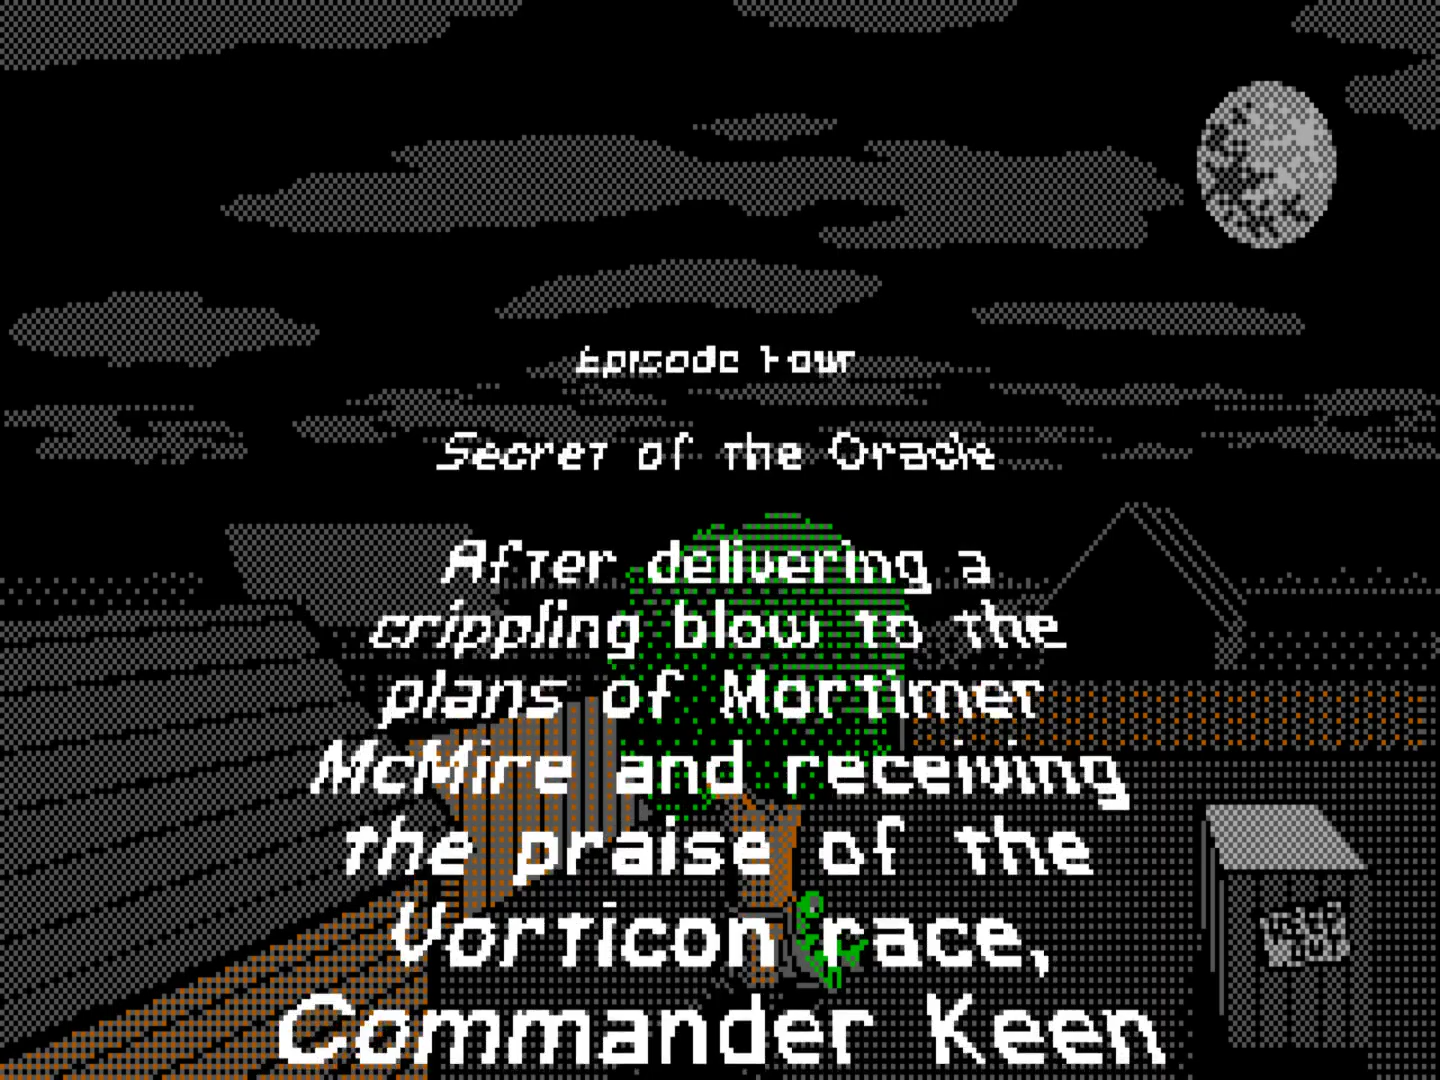 Episode Four
Secret of the Oracle
After delivering a
crippling blow to the
plans of Mortimer
McMire and receiving
the praise of the
Vorticon race,
Commander Keen